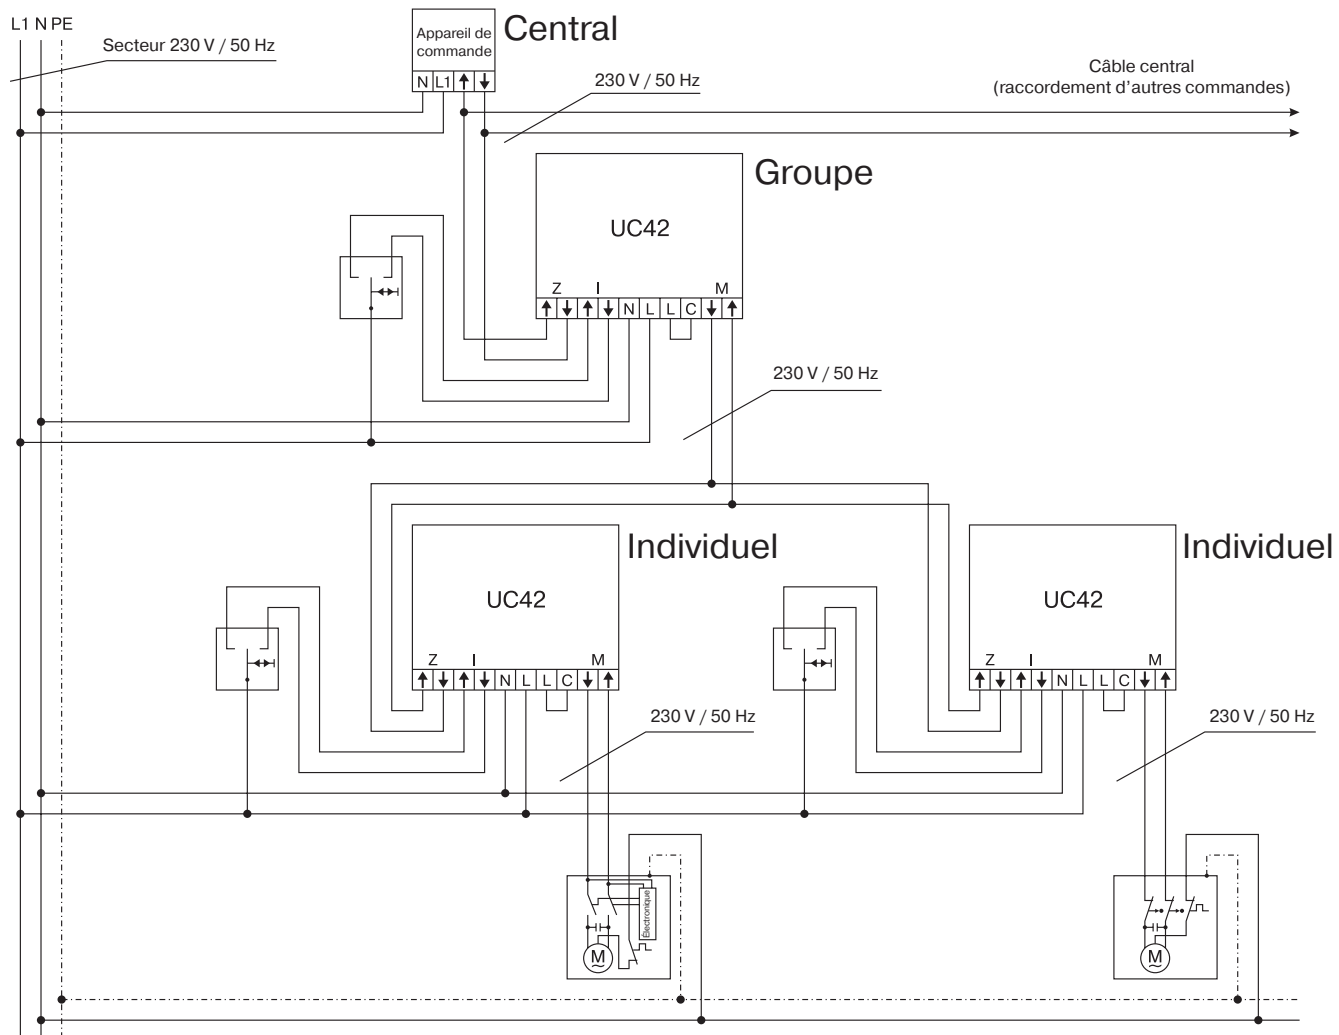 L1 N PE
Secteur 230 V / 50 Hz
Appareil de
commande
Central
N L1
230 V / 50 Hz
Câble central
(raccordement d'autres commandes)
Groupe
UC42
Z I M
N L L C
230 V / 50 Hz
Individuel
UC42
Z I M
N L L C
230 V / 50 Hz
Électronique
M
Individuel
UC42
Z I M
N L L C
230 V / 50 Hz
M